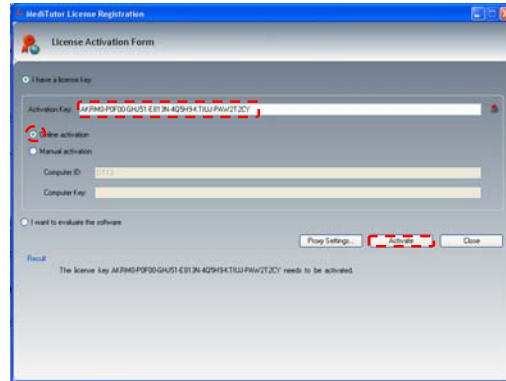 MediTutor License Registration
License Activation Form
I have a license key
Activation Key:
Online activation
Manual activation
Computer ID:
Computer Key:
I want to evaluate the software
Proxy Settings... Activate Close
Result
The license key needs to be activated.